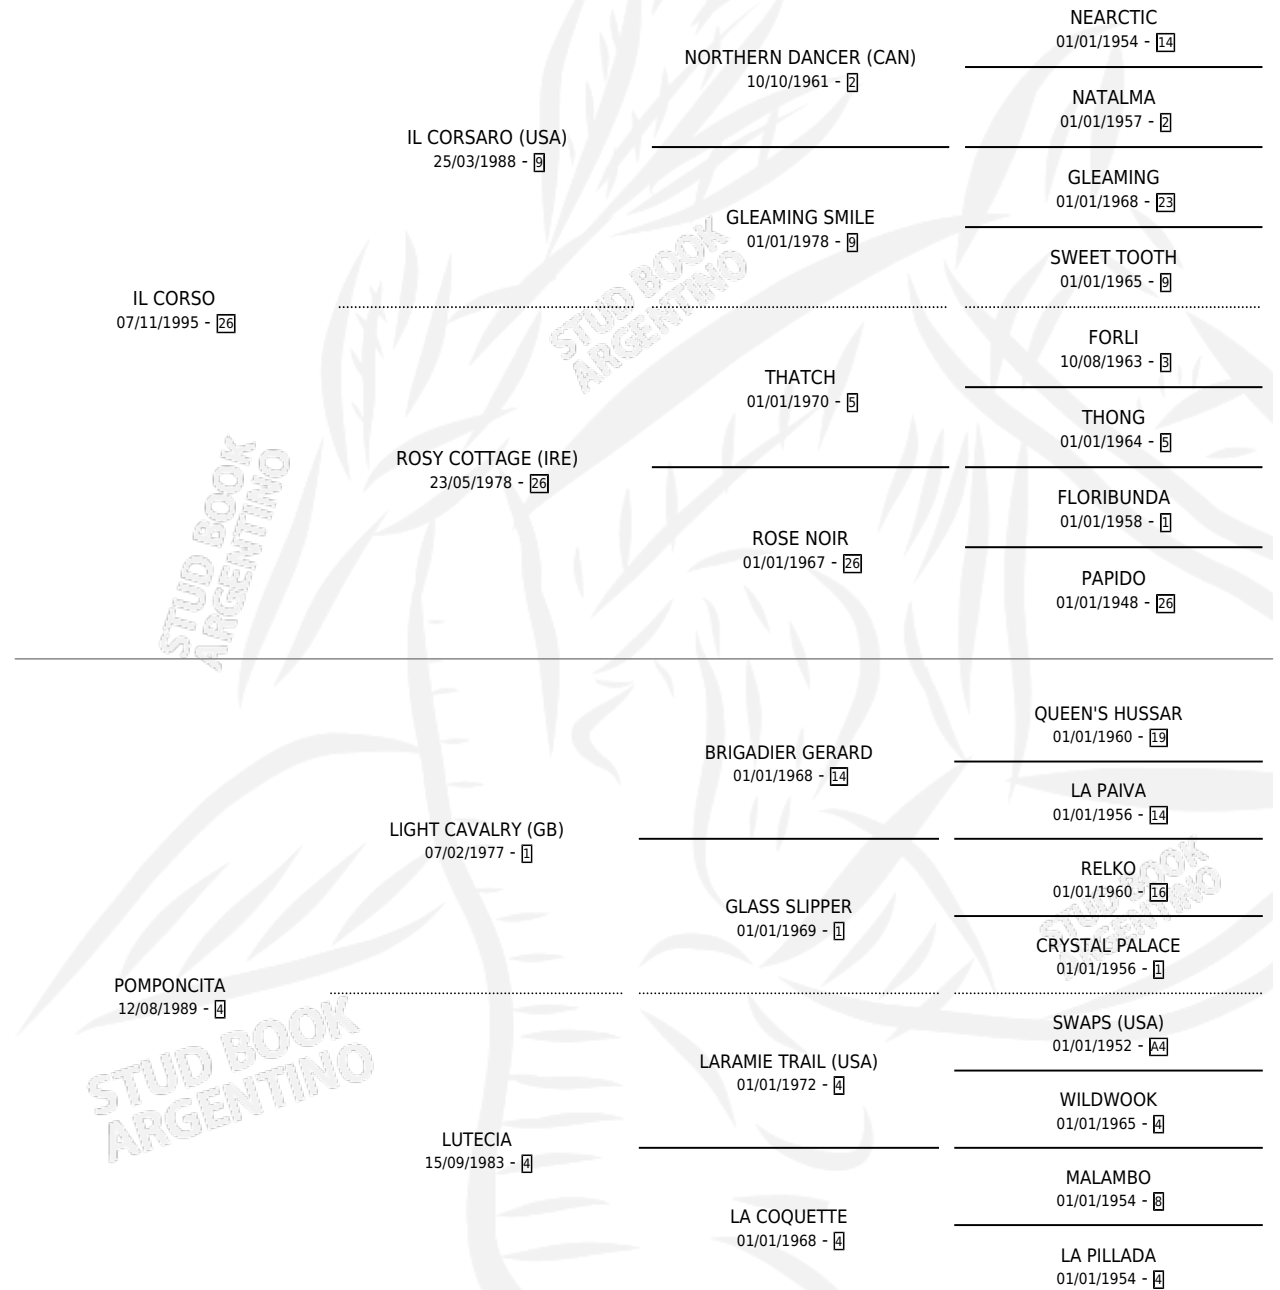 NEARCTIC
01/01/1954 - 14
NORTHERN DANCER (CAN)
10/10/1961 - 2
NATALMA
01/01/1957 - 2
IL CORSARO (USA)
25/03/1988 - 9
GLEAMING
01/01/1968 - 23
GLEAMING SMILE
01/01/1978 - 9
SWEET TOOTH
01/01/1965 - 9
STUD BOOK
ARGENTINO
IL CORSO
07/11/1995 - 26
FORLI
10/08/1963 - 3
THATCH
01/01/1970 - 5
THONG
01/01/1964 - 5
ROSY COTTAGE (IRE)
23/05/1978 - 26
FLORIBUNDA
01/01/1958 - 1
ROSE NOIR
01/01/1967 - 26
PAPIDO
01/01/1948 - 26
STUD BOOK
ARGENTINO
QUEEN'S HUSSAR
01/01/1960 - 19
BRIGADIER GERARD
01/01/1968 - 14
LA PAIVA
01/01/1956 - 14
LIGHT CAVALRY (GB)
07/02/1977 - 1
RELKO
01/01/1960 - 16
GLASS SLIPPER
01/01/1969 - 1
STUD BOOK
ARGENTINO
CRYSTAL PALACE
01/01/1956 - 1
POMPONCITA
12/08/1989 - 4
SWAPS (USA)
01/01/1952 - A4
LARAMIE TRAIL (USA)
01/01/1972 - 4
WILDWOOK
01/01/1965 - 4
STUD BOOK
ARGENTINO
LUTECIA
15/09/1983 - 4
MALAMBO
01/01/1954 - 8
LA COQUETTE
01/01/1968 - 4
LA PILLADA
01/01/1954 - 4